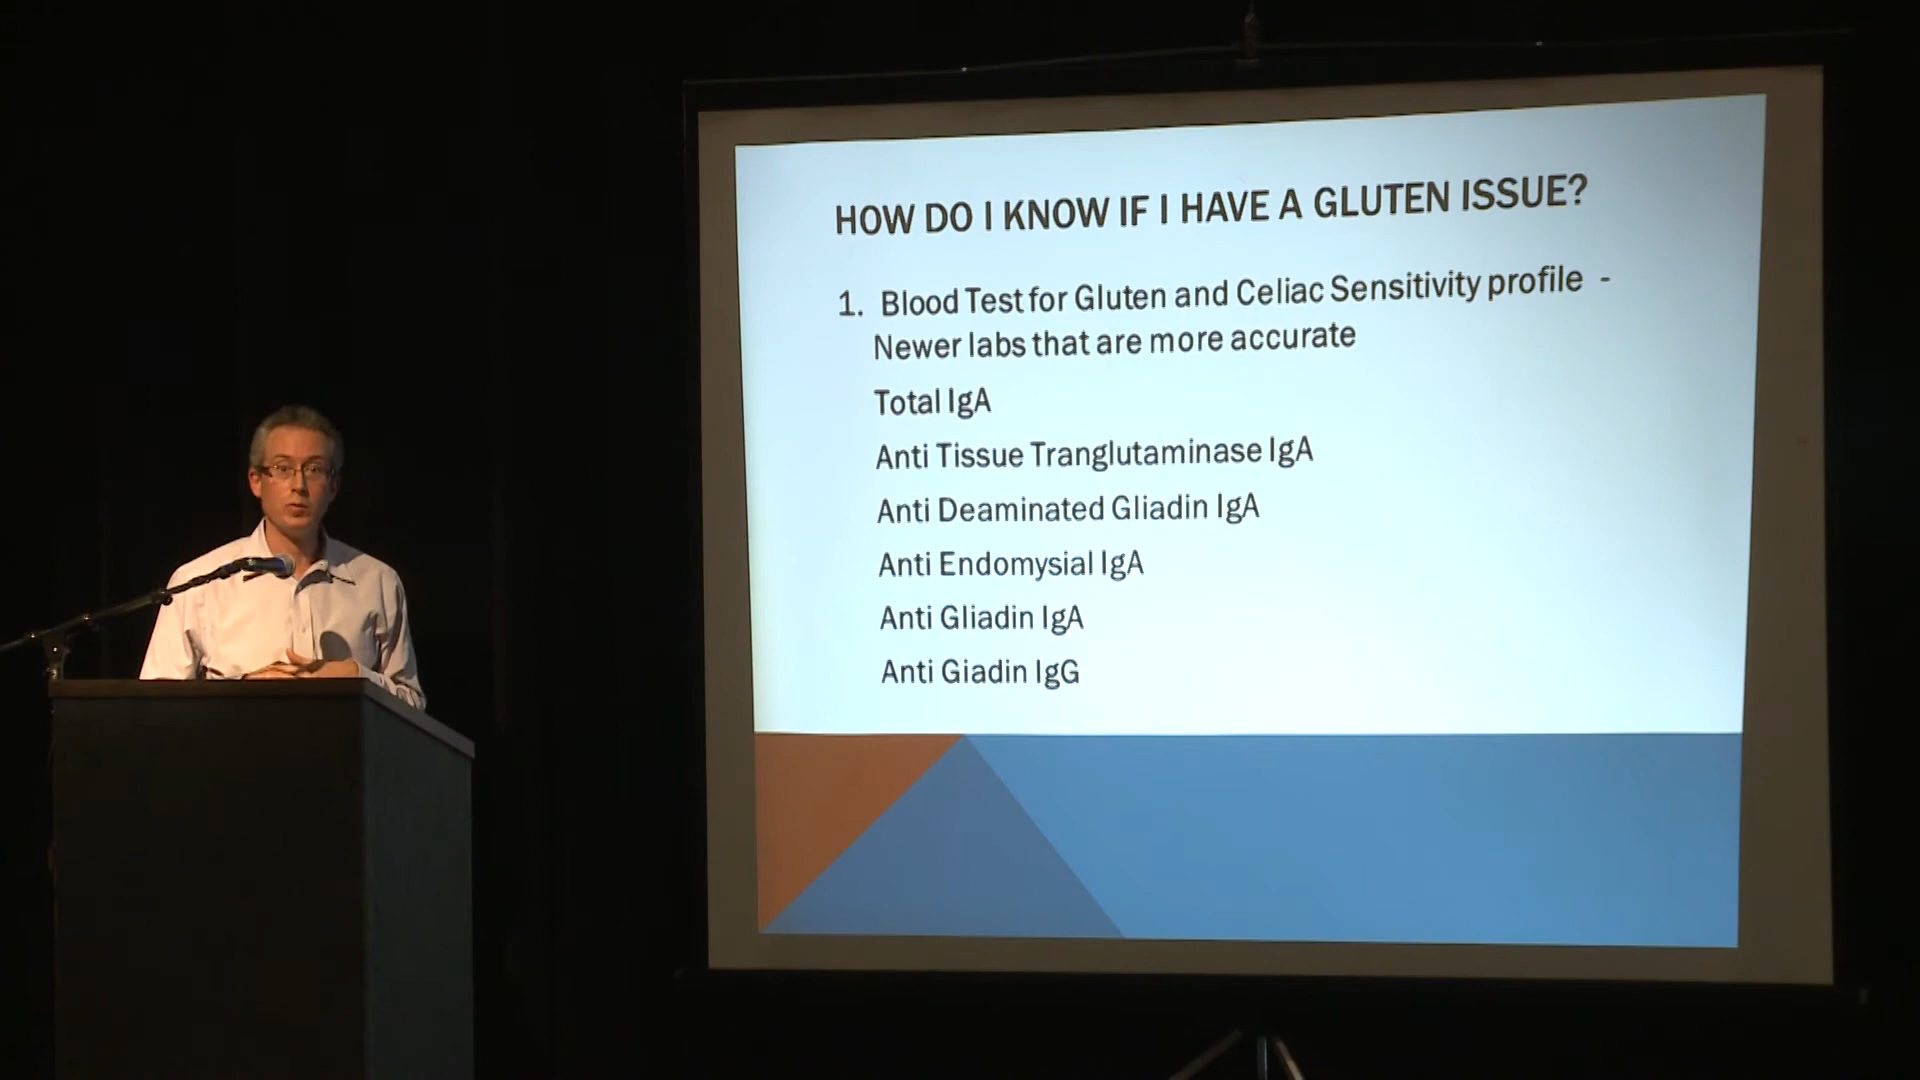 HOW DO I KNOW IF I HAVE A GLUTEN ISSUE?
1. Blood Test for Gluten and Celiac Sensitivity profile -
Newer labs that are more accurate
Total IgA
Anti Tissue Tranglutaminase IgA
Anti Deaminated Gliadin IgA
Anti Endomysial IgA
Anti Gliadin IgA
Anti Giadin IgG